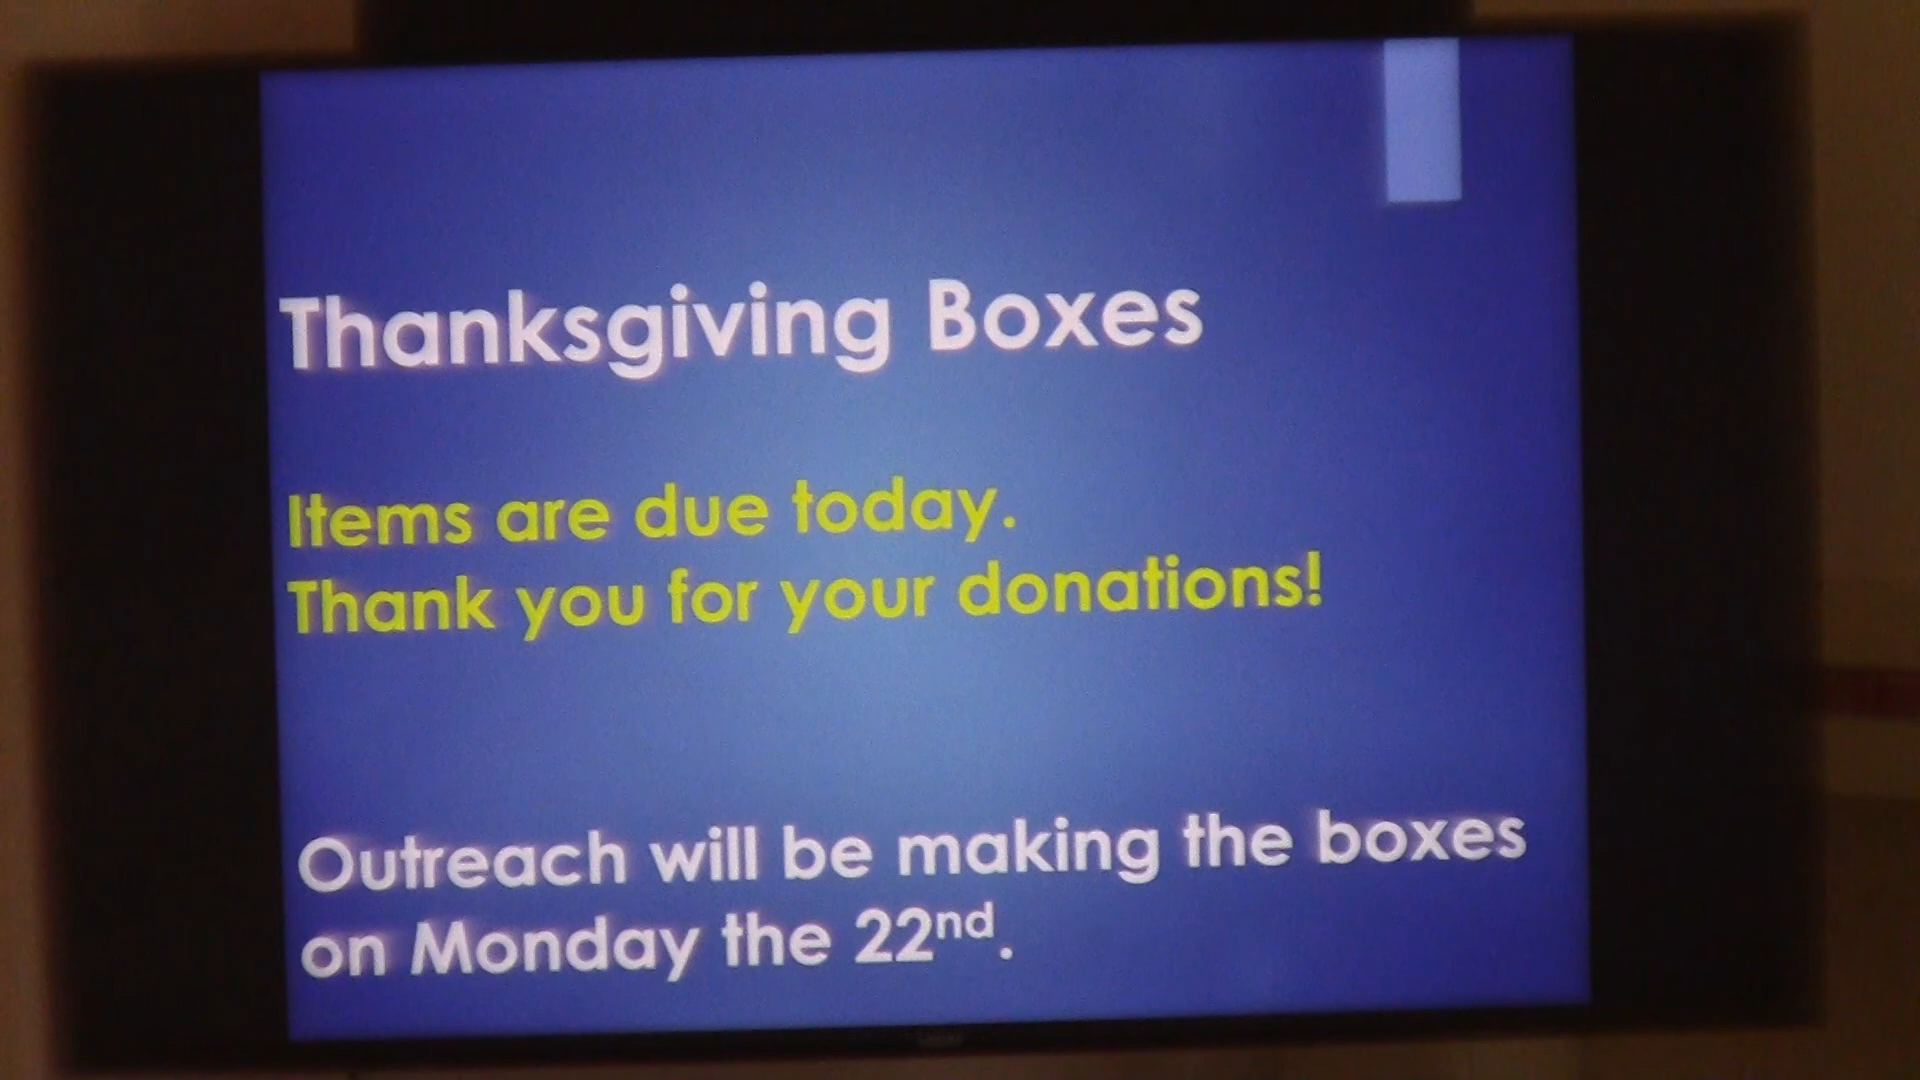 Thanksgiving Boxes
Items are due today.
Thank you for your donations!
Outreach will be making the boxes
on Monday the 22nd.